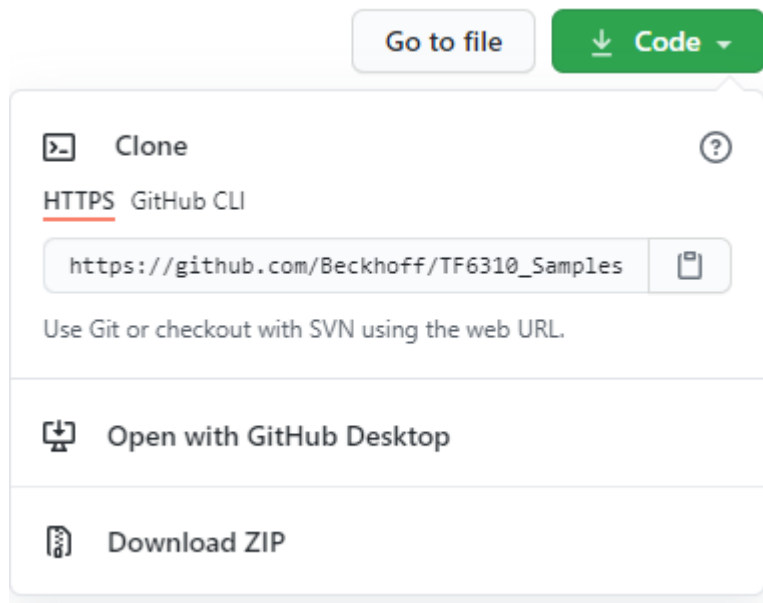 Go to file
Code
Clone
HTTPS GitHub CLI
https://github.com/Beckhoff/TF6310_Samples
Use Git or checkout with SVN using the web URL.
Open with GitHub Desktop
Download ZIP